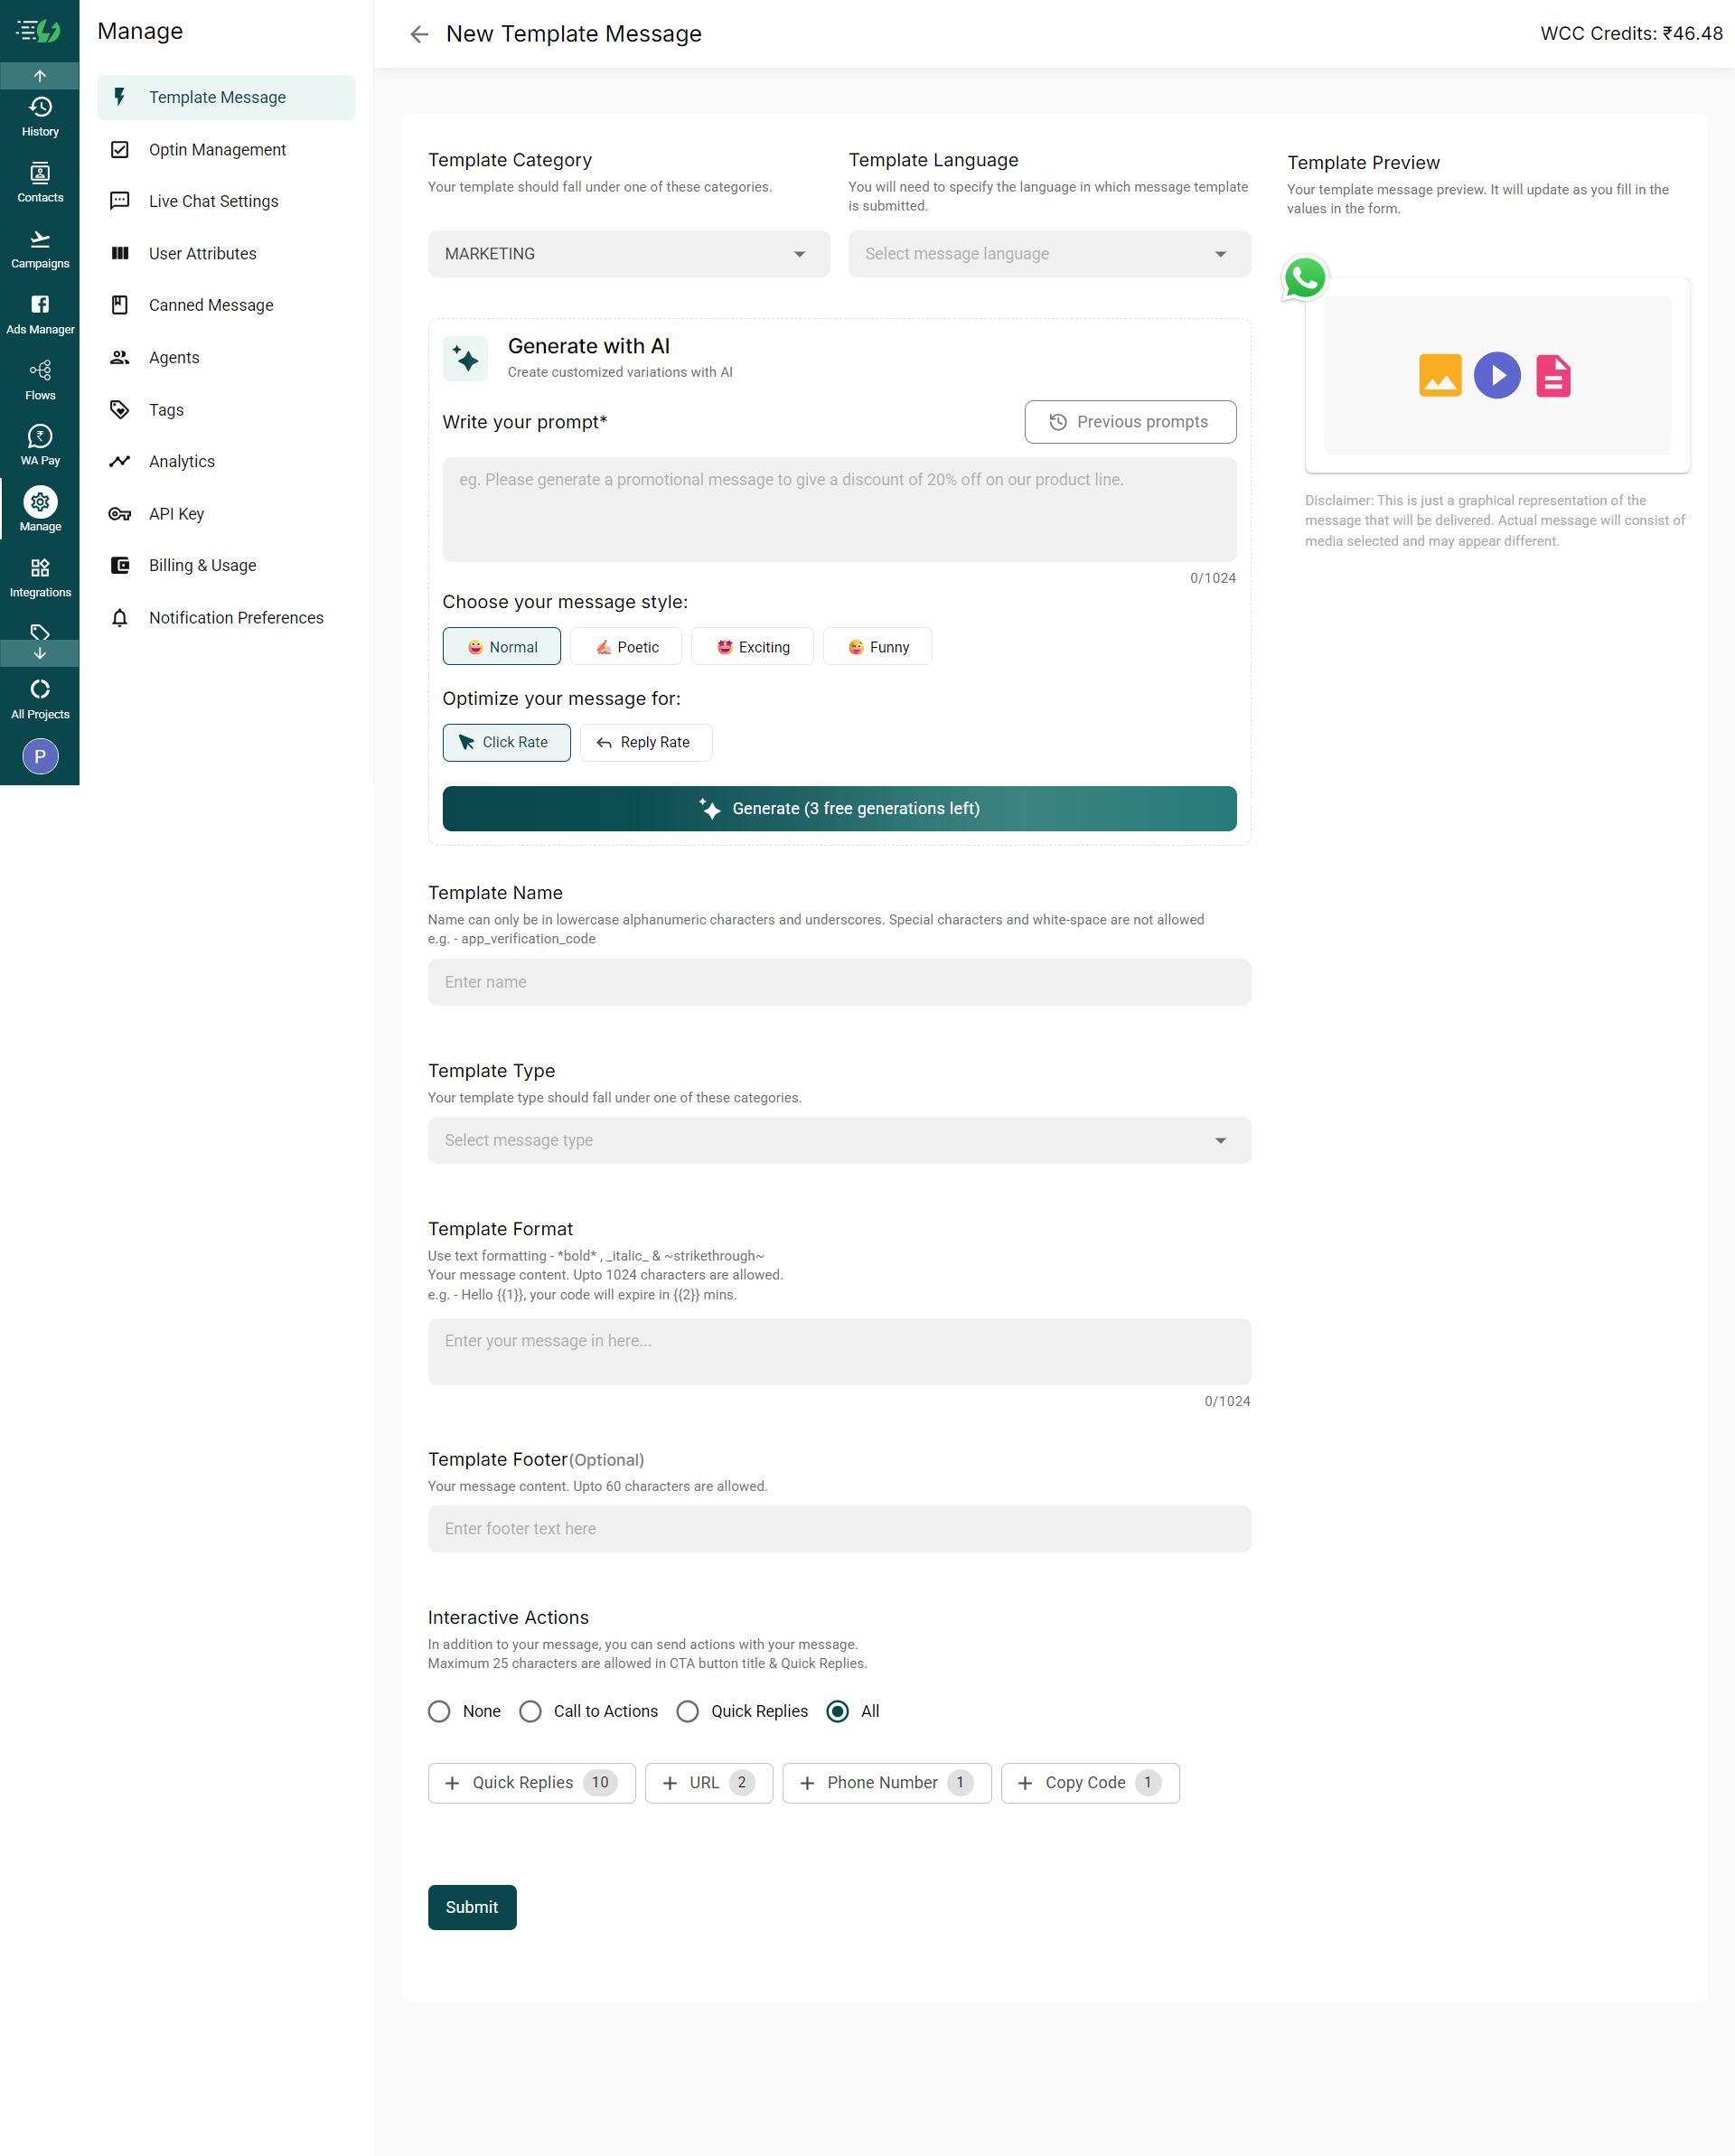 History
Contacts
Campaigns
Ads Manager
Flows
WA Pay
Manage
Integrations
All Projects
P
Manage
Template Message
Optin Management
Live Chat Settings
User Attributes
Canned Message
Agents
Tags
Analytics
API Key
Billing & Usage
Notification Preferences
New Template Message
WCC Credits: ₹46.48
Template Category
Your template should fall under one of these categories.
MARKETING
Template Language
You will need to specify the language in which message template
is submitted.
Select message language
Generate with AI
Create customized variations with AI
Write your prompt*
Previous prompts
eg. Please generate a promotional message to give a discount of 20% off on our product line.
0/1024
Choose your message style:
Normal
Poetic
Exciting
Funny
Optimize your message for:
Click Rate
Reply Rate
Generate (3 free generations left)
Template Name
Name can only be in lowercase alphanumeric characters and underscores. Special characters and white-space are not allowed
e.g. - app_verification_code
Enter name
Template Type
Your template type should fall under one of these categories.
Select message type
Template Format
Use text formatting - *bold* , _italic_ & ~strikethrough~
Your message content. Upto 1024 characters are allowed.
e.g. - Hello {{1}}, your code will expire in {{2}} mins.
Enter your message in here...
0/1024
Template Footer(Optional)
Your message content. Upto 60 characters are allowed.
Enter footer text here
Interactive Actions
In addition to your message, you can send actions with your message.
Maximum 25 characters are allowed in CTA button title & Quick Replies.
None
Call to Actions
Quick Replies
All
Quick Replies 10
URL 2
Phone Number 1
Copy Code 1
Submit
Template Preview
Your template message preview. It will update as you fill in the
values in the form.
Disclaimer: This is just a graphical representation of the
message that will be delivered. Actual message will consist of
media selected and may appear different.